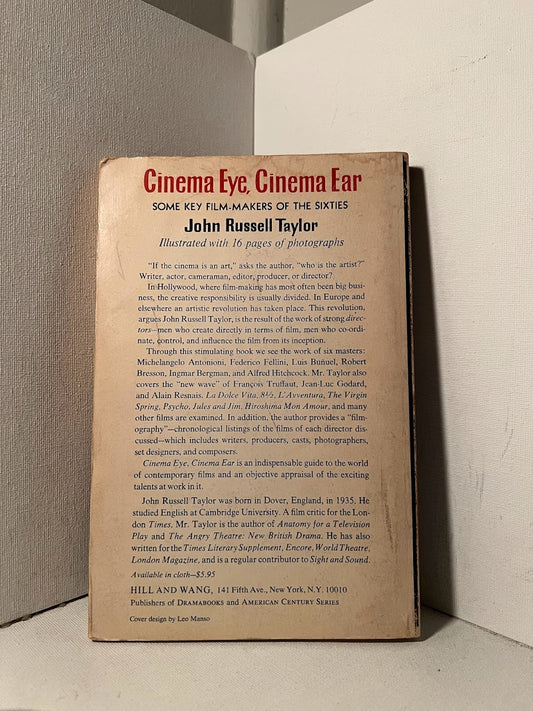 Cinema Eye, Cinema Ear
SOME KEY FILM-MAKERS OF THE SIXTIES
John Russell Taylor
Illustrated with 16 pages of photographs
"If the cinema is an art," asks the author, "who is the artist?"
Writer, actor, cameraman, editor, producer, or director?
In Hollywood, where film-making has most often been big busi-
ness, the creative responsibility is usually divided. In Europe and
elsewhere an artistic revolution has taken place. This revolution,
argues John Russell Taylor, is the result of the work of strong direc-
tors—men who create directly in terms of film, men who co-ordi-
nate, control, and influence the film from its inception.
Through this stimulating book we see the work of six masters:
Michelangelo Antonioni, Federico Fellini, Luis Buñuel, Robert
Bresson, Ingmar Bergman, and Alfred Hitchcock. Mr. Taylor also
covers the "new wave" of François Truffaut, Jean-Luc Godard,
and Alain Resnais. La Dolce Vita, 8½, L'Avventura, The Virgin
Spring, Psycho, Jules and Jim, Hiroshima Mon Amour, and many
other films are examined. In addition, the author provides a "film-
ography"—chronological listings of the films of each director dis-
cussed—which includes writers, producers, casts, photographers,
set designers, and composers.
Cinema Eye, Cinema Ear is an indispensable guide to the world
of contemporary films and an objective appraisal of the exciting
talents at work in it.
John Russell Taylor was born in Dover, England, in 1935. He
studied English at Cambridge University. A film critic for the Lon-
don Times, Mr. Taylor is the author of Anatomy for a Television
Play and The Angry Theatre: New British Drama. He has also
written for the Times Literary Supplement, Encore, World Theatre,
London Magazine, and is a regular contributor to Sight and Sound.
Available in cloth—$5.95
HILL AND WANG, 141 Fifth Ave., New York, N.Y. 10010
Publishers of DRAMABOOKS and AMERICAN CENTURY SERIES
Cover design by Leo Manso